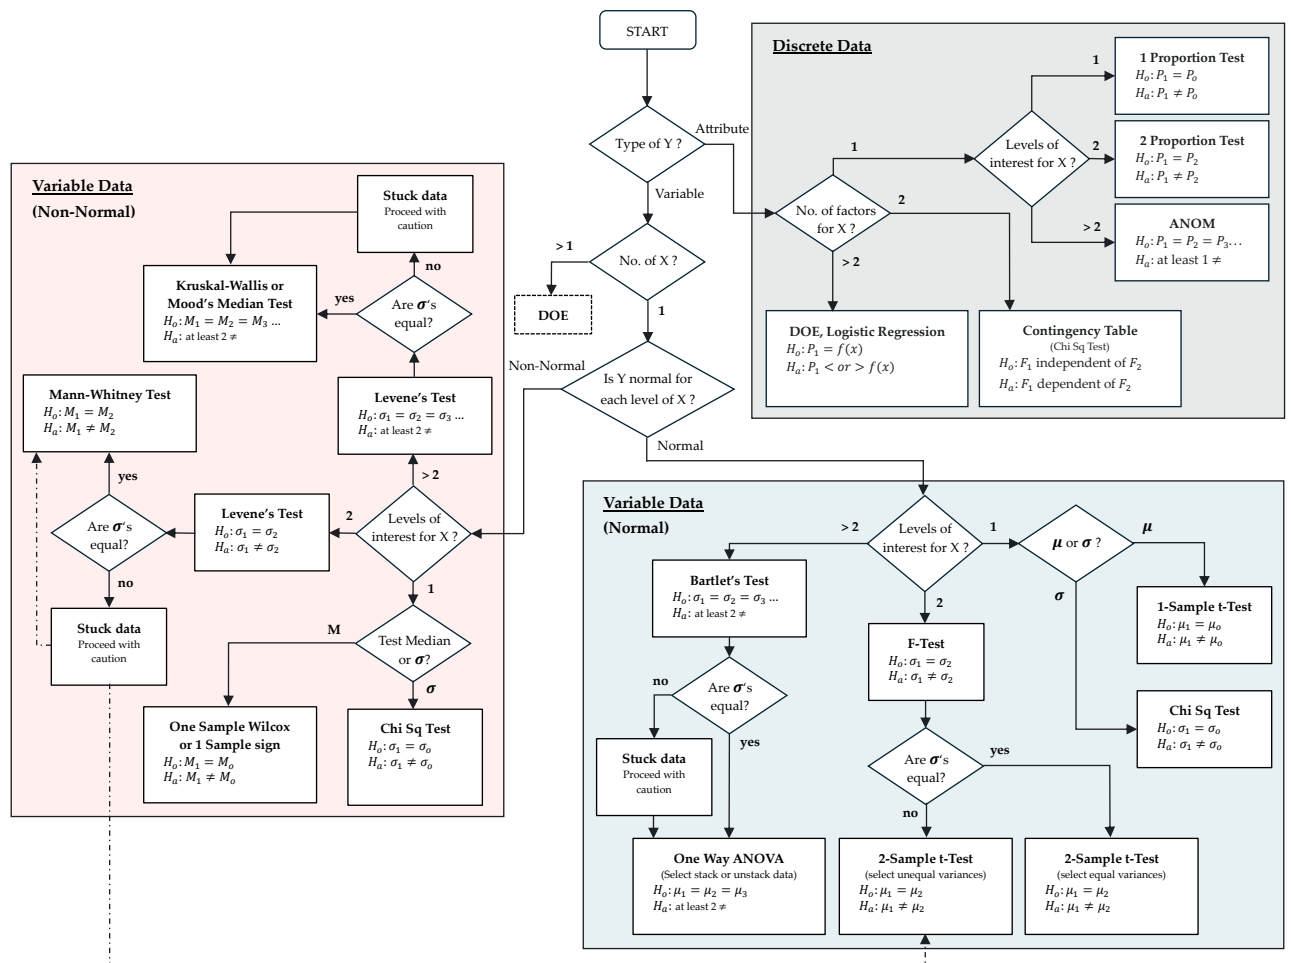 START
Type of Y ?
Attribute
Variable
No. of X ?
> 1
DOE
1
Is Y normal for
each level of X ?
Non-Normal
Normal
Discrete Data
No. of factors
for X ?
1
2
> 2
Levels of
interest for X ?
1
2
> 2
1 Proportion Test
Hₒ: P₁ = Pₒ
Hₐ: P₁ ≠ Pₒ
2 Proportion Test
Hₒ: P₁ = P₂
Hₐ: P₁ ≠ P₂
ANOM
Hₒ: P₁ = P₂ = P₃…
Hₐ: at least 1 ≠
DOE, Logistic Regression
Hₒ: P₁ = f(x)
Hₐ: P₁ < or > f(x)
Contingency Table
(Chi Sq Test)
Hₒ: F₁ independent of F₂
Hₐ: F₁ dependent of F₂
Variable Data
(Non-Normal)
Stuck data
Proceed with
caution
no
Kruskal-Wallis or
Mood's Median Test
Hₒ: M₁ = M₂ = M₃ …
Hₐ: at least 2 ≠
yes
Are σ's
equal?
Mann-Whitney Test
Hₒ: M₁ = M₂
Hₐ: M₁ ≠ M₂
Levene's Test
Hₒ: σ₁ = σ₂ = σ₃ …
Hₐ: at least 2 ≠
> 2
yes
Are σ's
equal?
Levene's Test
Hₒ: σ₁ = σ₂
Hₐ: σ₁ ≠ σ₂
2
Levels of
interest for X ?
no
1
Stuck data
Proceed with
caution
M
Test Median
or σ?
σ
One Sample Wilcox
or 1 Sample sign
Hₒ: M₁ = Mₒ
Hₐ: M₁ ≠ Mₒ
Chi Sq Test
Hₒ: σ₁ = σₒ
Hₐ: σ₁ ≠ σₒ
Variable Data
(Normal)
> 2
Levels of
interest for X ?
1
μ or σ ?
μ
σ
2
Bartlet's Test
Hₒ: σ₁ = σ₂ = σ₃ …
Hₐ: at least 2 ≠
F-Test
Hₒ: σ₁ = σ₂
Hₐ: σ₁ ≠ σ₂
1-Sample t-Test
Hₒ: μ₁ = μₒ
Hₐ: μ₁ ≠ μₒ
Chi Sq Test
Hₒ: σ₁ = σₒ
Hₐ: σ₁ ≠ σₒ
no
Are σ's
equal?
yes
Stuck data
Proceed with
caution
Are σ's
equal?
yes
no
One Way ANOVA
(Select stack or unstack data)
Hₒ: μ₁ = μ₂ = μ₃
Hₐ: at least 2 ≠
2-Sample t-Test
(select unequal variances)
Hₒ: μ₁ = μ₂
Hₐ: μ₁ ≠ μ₂
2-Sample t-Test
(select equal variances)
Hₒ: μ₁ = μ₂
Hₐ: μ₁ ≠ μ₂